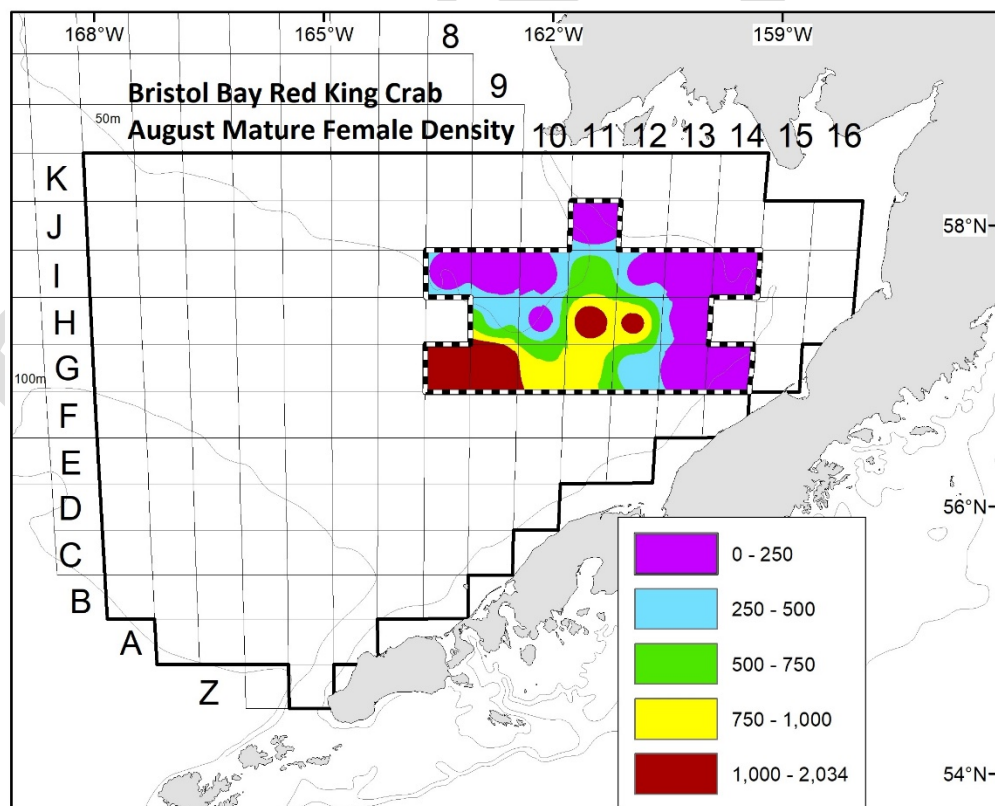 168°W 165°W 162°W 159°W
8
Bristol Bay Red King Crab
9
50m
August Mature Female Density
10 11 12 13 14 15 16
K
J
58°N
I
H
G
100m
F
E
D
56°N
C
B
A
Z
0 - 250
250 - 500
500 - 750
750 - 1,000
1,000 - 2,034
54°N